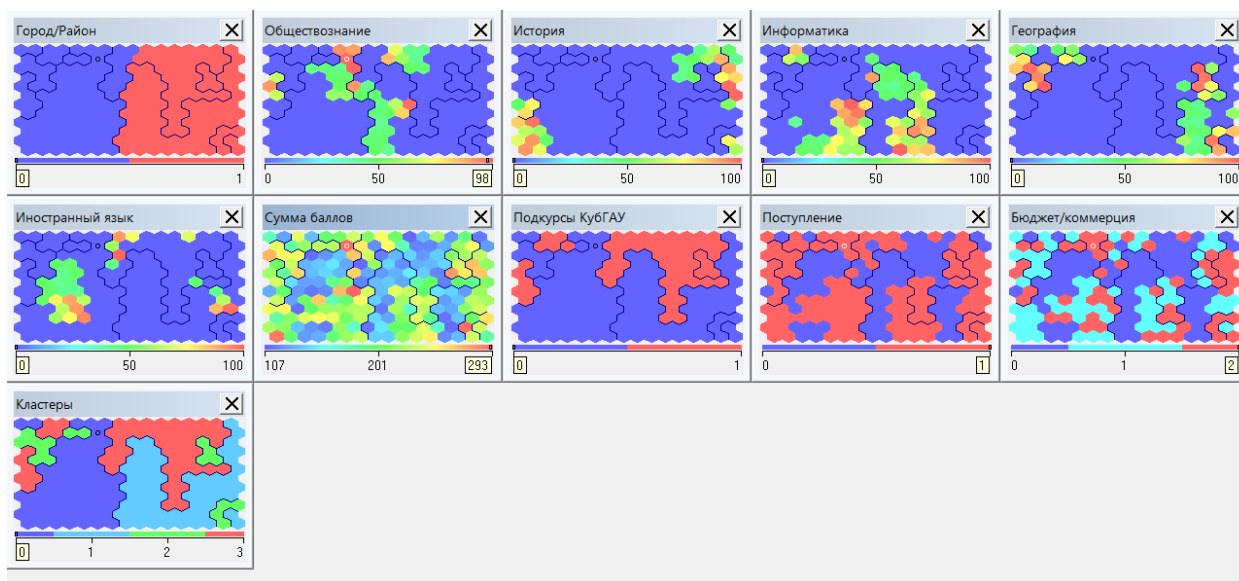 Город/Район
0 1
Обществознание
0 50 98
История
0 50 100
Информатика
0 50 100
География
0 50 100
Иностранный язык
0 50 100
Сумма баллов
107 201 293
Подкурсы КубГАУ
0 1
Поступление
0 1
Бюджет/коммерция
0 1 2
Кластеры
0 1 2 3